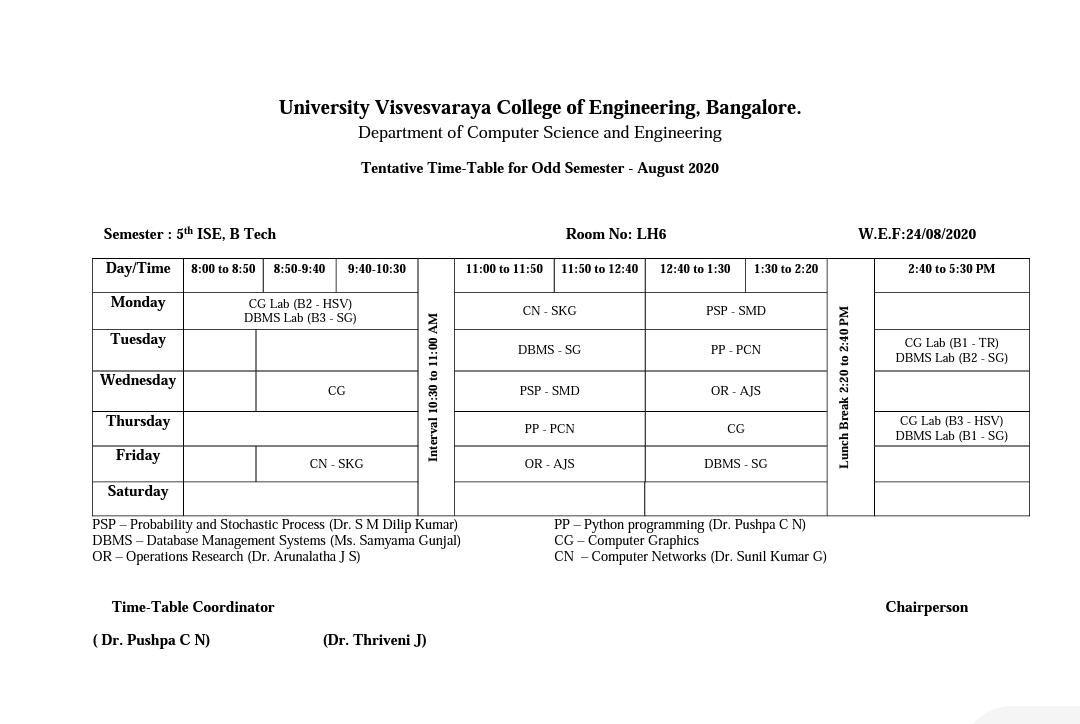 University Visvesvaraya College of Engineering, Bangalore.
Department of Computer Science and Engineering
Tentative Time-Table for Odd Semester - August 2020
Semester : 5th ISE, B Tech Room No: LH6 W.E.F:24/08/2020
Day/Time 8:00 to 8:50 8:50-9:40 9:40-10:30 11:00 to 11:50 11:50 to 12:40 12:40 to 1:30 1:30 to 2:20 2:40 to 5:30 PM
Interval 10:30 to 11:00 AM
Lunch Break 2:20 to 2:40 PM
Monday CG Lab (B2 - HSV)
DBMS Lab (B3 - SG) CN - SKG PSP - SMD
Tuesday DBMS - SG PP - PCN CG Lab (B1 - TR)
DBMS Lab (B2 - SG)
Wednesday CG PSP - SMD OR - AJS
Thursday PP - PCN CG CG Lab (B3 - HSV)
DBMS Lab (B1 - SG)
Friday CN - SKG OR - AJS DBMS - SG
Saturday
PSP – Probability and Stochastic Process (Dr. S M Dilip Kumar) PP – Python programming (Dr. Pushpa C N)
DBMS – Database Management Systems (Ms. Samyama Gunjal) CG – Computer Graphics
OR – Operations Research (Dr. Arunalatha J S) CN – Computer Networks (Dr. Sunil Kumar G)
Time-Table Coordinator Chairperson
( Dr. Pushpa C N) (Dr. Thriveni J)